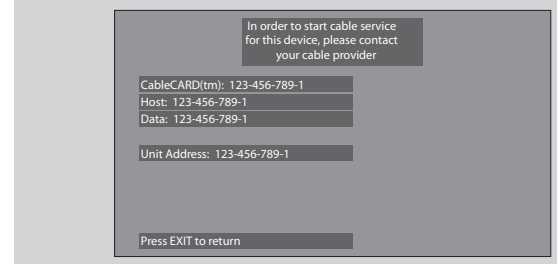 In order to start cable service
for this device, please contact
your cable provider
CableCARD(tm): 123-456-789-1
Host: 123-456-789-1
Data: 123-456-789-1
Unit Address: 123-456-789-1
Press EXIT to return